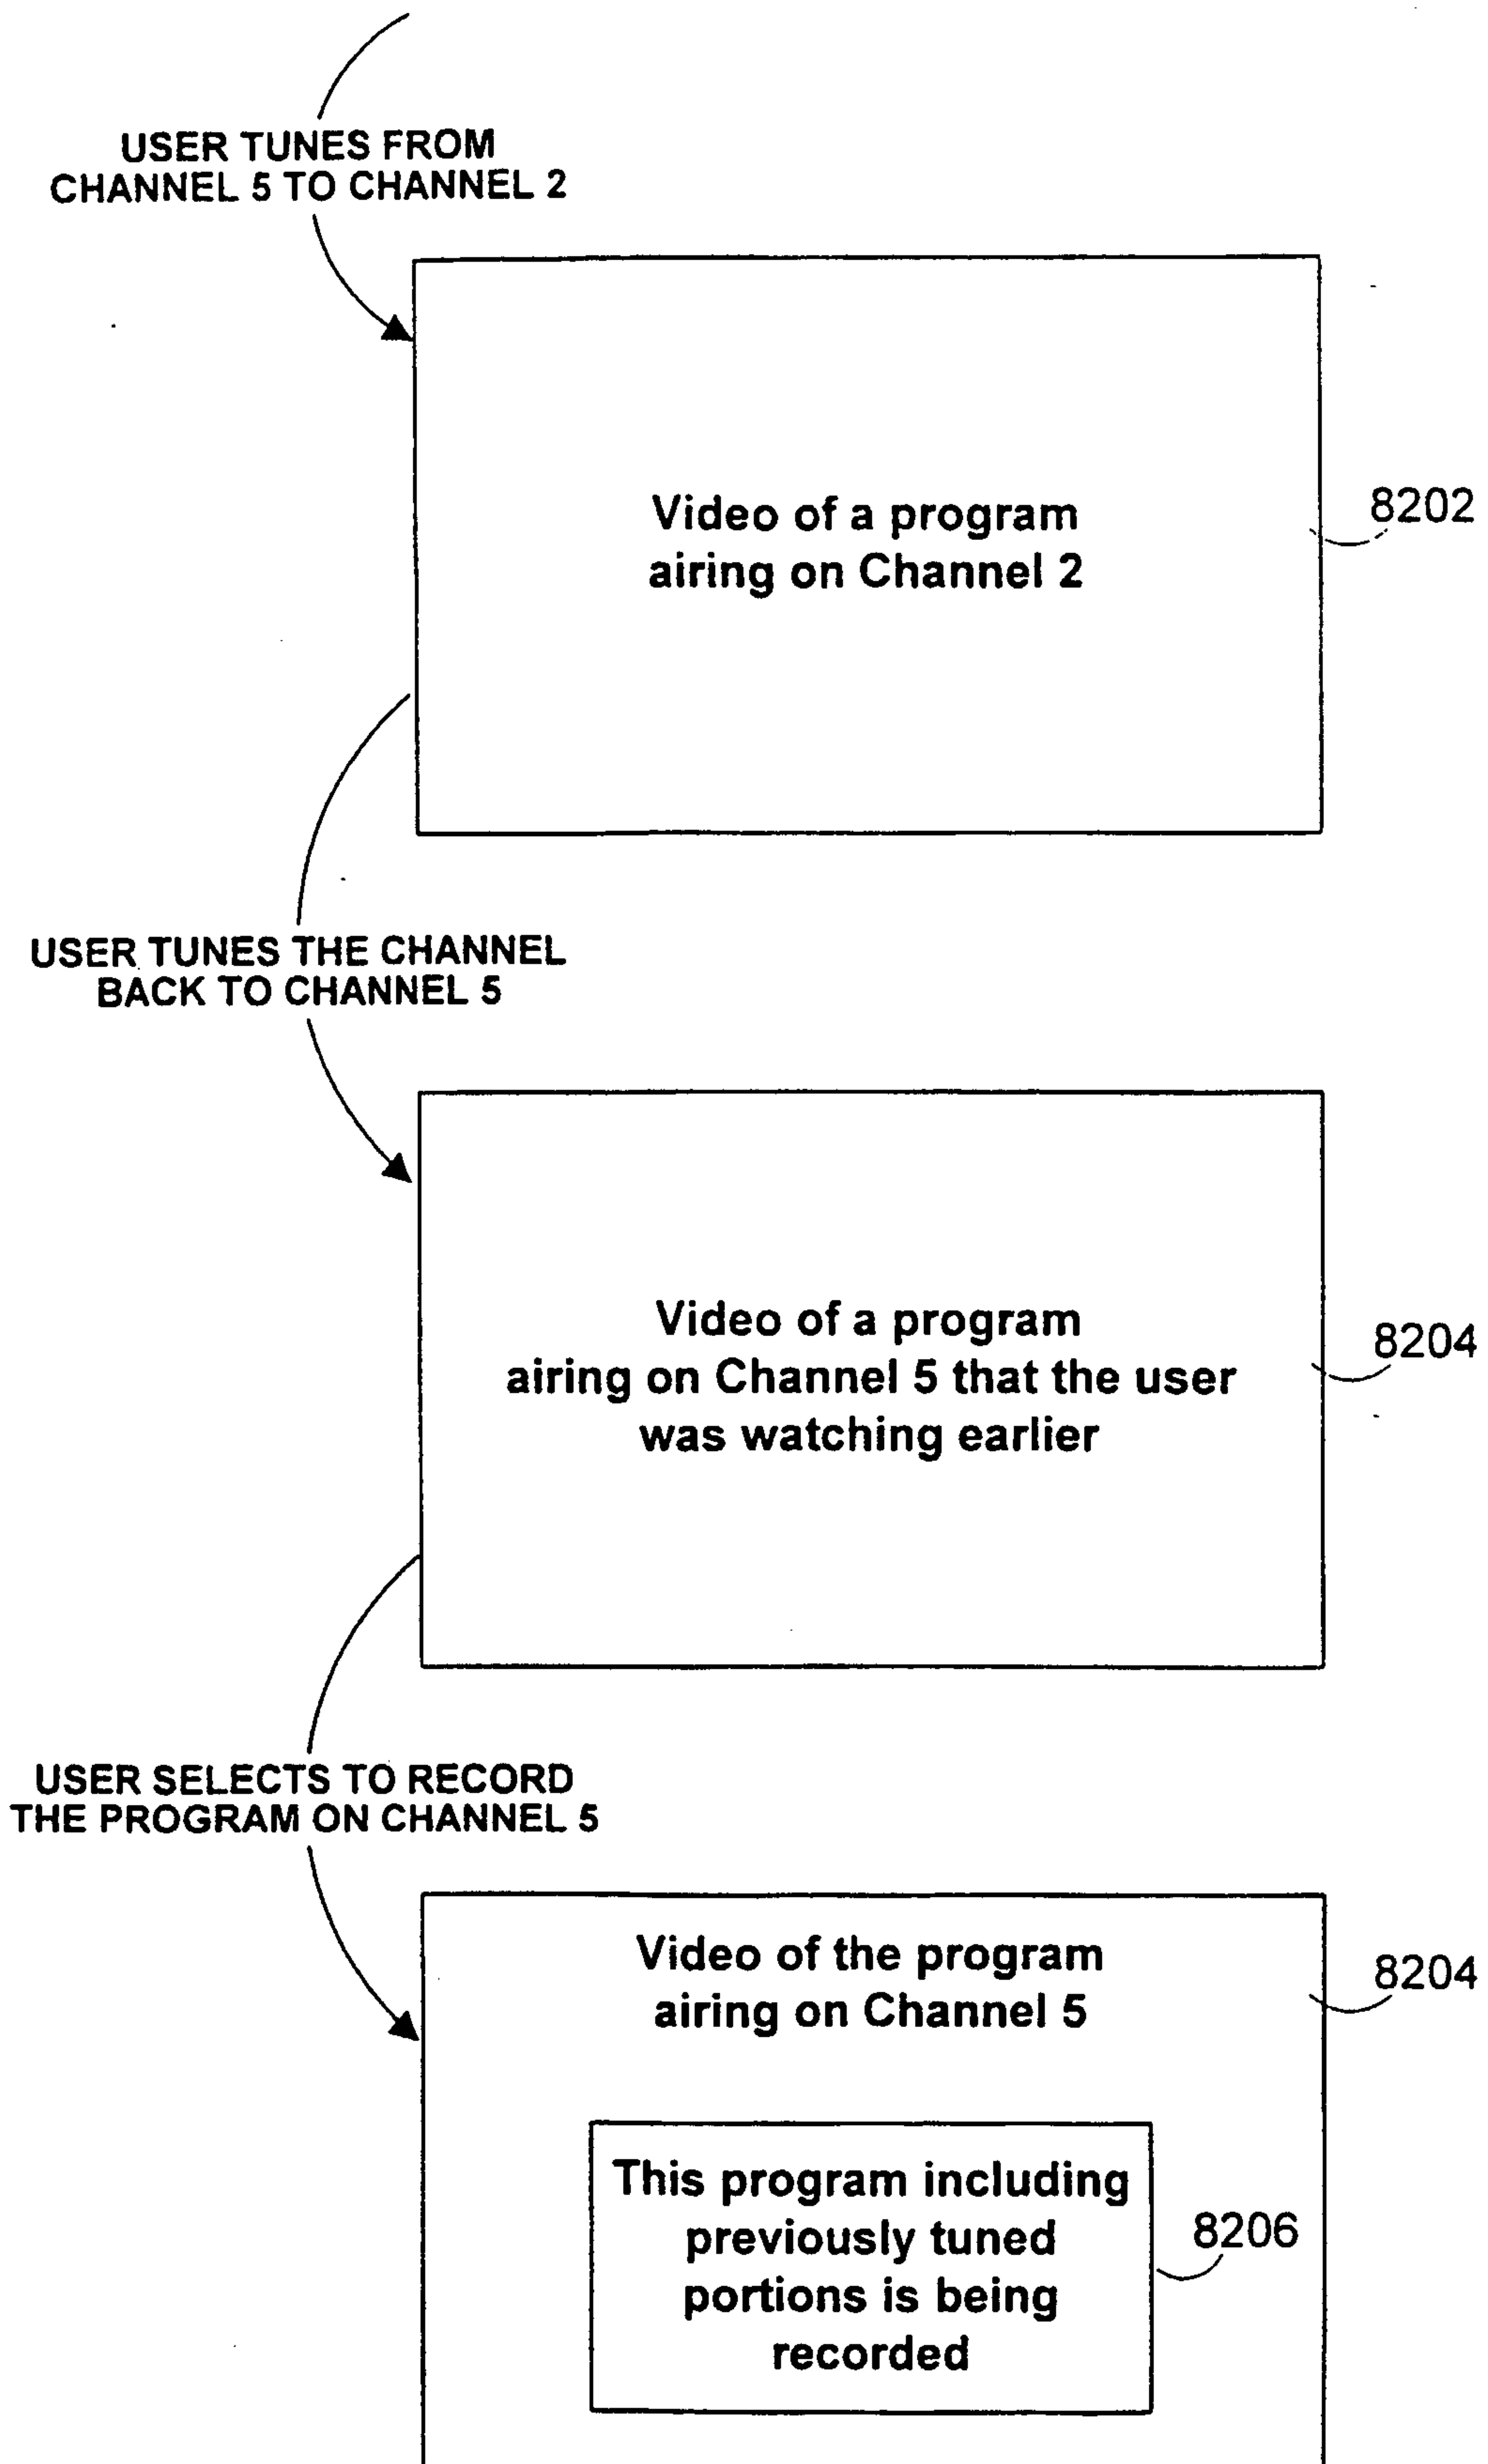 USER TUNES FROM
CHANNEL 5 TO CHANNEL 2
Video of a program
airing on Channel 2
8202
USER TUNES THE CHANNEL
BACK TO CHANNEL 5
Video of a program
airing on Channel 5 that the user
was watching earlier
8204
USER SELECTS TO RECORD
THE PROGRAM ON CHANNEL 5
Video of the program
airing on Channel 5
8204
This program including
previously tuned
portions is being
recorded
8206